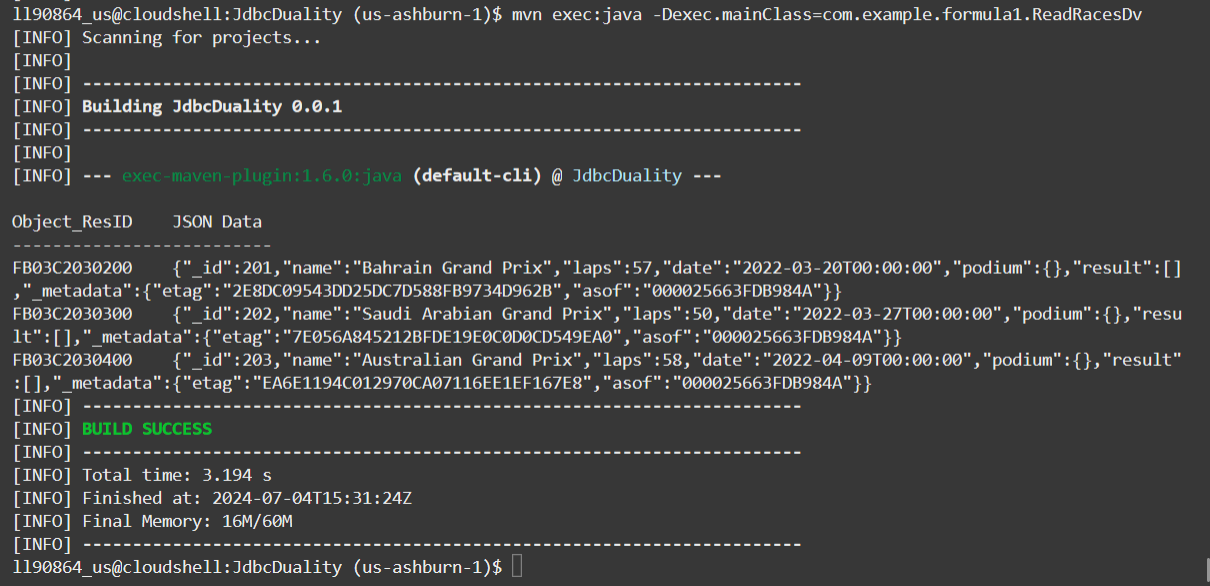 ll90864_us@cloudshell:JdbcDuality (us-ashburn-1)$ mvn exec:java -Dexec.mainClass=com.example.formula1.ReadRacesDv
[INFO] Scanning for projects...
[INFO]
[INFO] ------------------------------------------------------------------------
[INFO] Building JdbcDuality 0.0.1
[INFO] ------------------------------------------------------------------------
[INFO]
[INFO] --- exec-maven-plugin:1.6.0:java (default-cli) @ JdbcDuality ---

Object_ResID    JSON Data
--------------------------
FB03C2030200    {"_id":201,"name":"Bahrain Grand Prix","laps":57,"date":"2022-03-20T00:00:00","podium":{},"result":[]
,"_metadata":{"etag":"2E8DC09543DD25DC7D588FB9734D962B","asof":"000025663FDB984A"}}
FB03C2030300    {"_id":202,"name":"Saudi Arabian Grand Prix","laps":50,"date":"2022-03-27T00:00:00","podium":{},"resu
lt":[],"_metadata":{"etag":"7E056A845212BFDE19E0C0D0CD549EA0","asof":"000025663FDB984A"}}
FB03C2030400    {"_id":203,"name":"Australian Grand Prix","laps":58,"date":"2022-04-09T00:00:00","podium":{},"result"
:[],"_metadata":{"etag":"EA6E1194C012970CA07116EE1EF167E8","asof":"000025663FDB984A"}}
[INFO] ------------------------------------------------------------------------
[INFO] BUILD SUCCESS
[INFO] ------------------------------------------------------------------------
[INFO] Total time: 3.194 s
[INFO] Finished at: 2024-07-04T15:31:24Z
[INFO] Final Memory: 16M/60M
[INFO] ------------------------------------------------------------------------
ll90864_us@cloudshell:JdbcDuality (us-ashburn-1)$